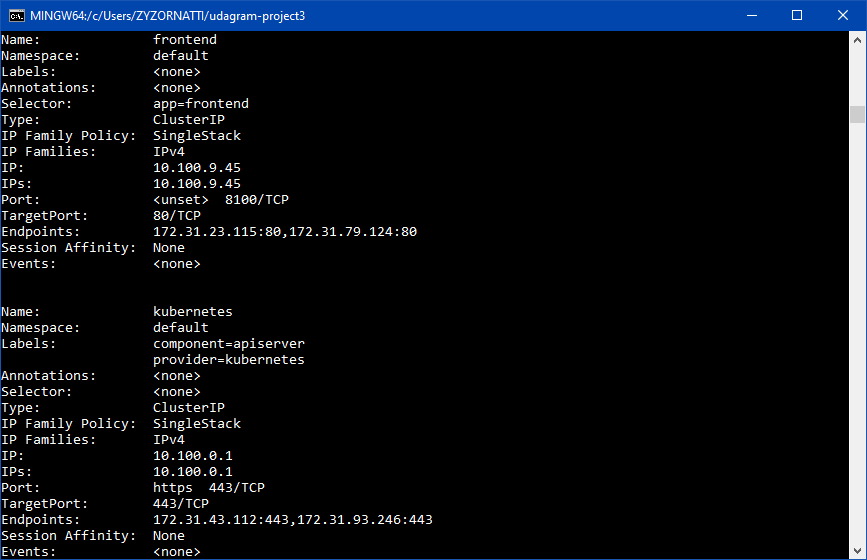 MINGW64:/c/Users/ZYZORNATTI/udagram-project3
Name:              frontend
Namespace:         default
Labels:            <none>
Annotations:       <none>
Selector:          app=frontend
Type:              ClusterIP
IP Family Policy:  SingleStack
IP Families:       IPv4
IP:                10.100.9.45
IPs:               10.100.9.45
Port:              <unset>  8100/TCP
TargetPort:        80/TCP
Endpoints:         172.31.23.115:80,172.31.79.124:80
Session Affinity:  None
Events:            <none>
Name:              kubernetes
Namespace:         default
Labels:            component=apiserver
                   provider=kubernetes
Annotations:       <none>
Selector:          <none>
Type:              ClusterIP
IP Family Policy:  SingleStack
IP Families:       IPv4
IP:                10.100.0.1
IPs:               10.100.0.1
Port:              https  443/TCP
TargetPort:        443/TCP
Endpoints:         172.31.43.112:443,172.31.93.246:443
Session Affinity:  None
Events:            <none>